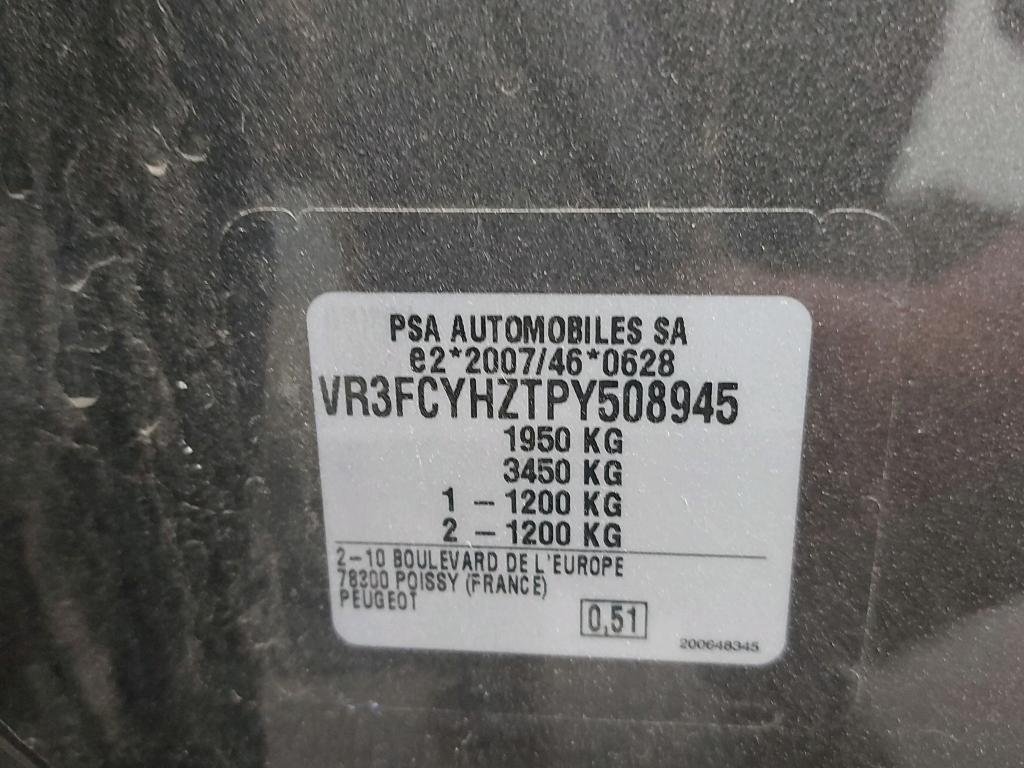 PSA AUTOMOBILES SA
e2*2007/46*0628
VR3FCYHZTPY508945
1950 KG
3450 KG
1 – 1200 KG
2 – 1200 KG
2–10 BOULEVARD DE L'EUROPE
78300 POISSY (FRANCE)
PEUGEOT
0,51
200648345